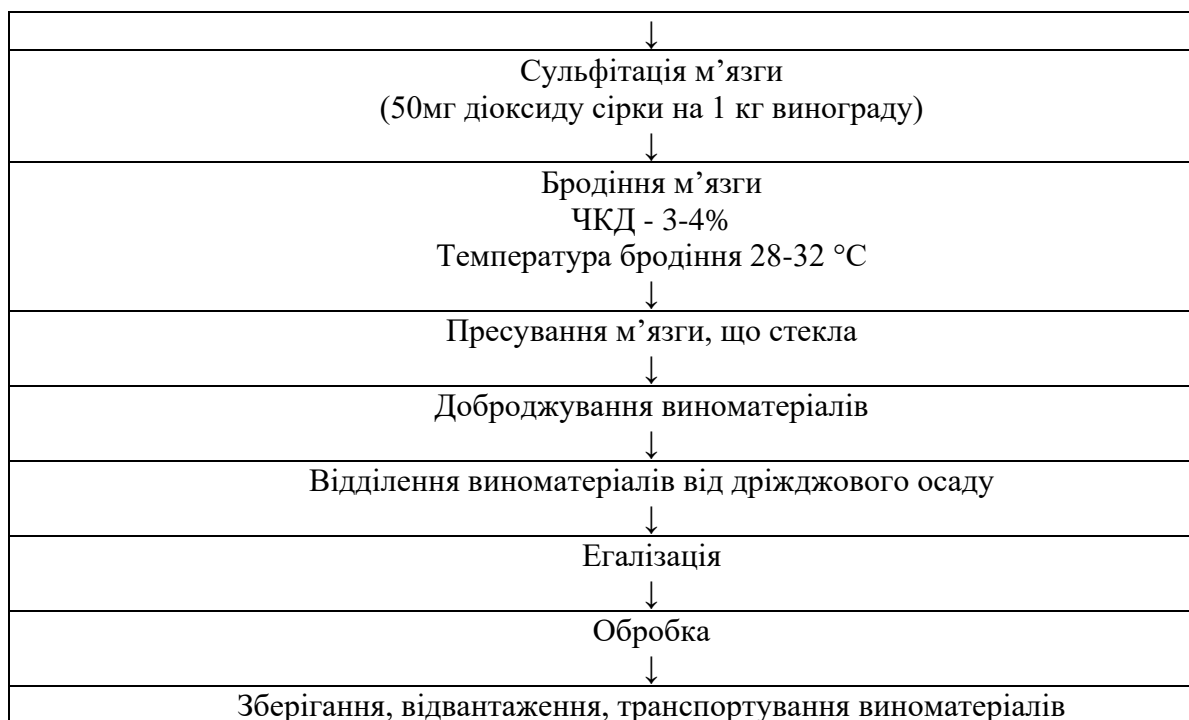 ↓
Сульфітація м’язги
(50мг діоксиду сірки на 1 кг винограду)
↓
Бродіння м’язги
ЧКД - 3-4%
Температура бродіння 28-32 °С
↓
Пресування м’язги, що стекла
↓
Доброджування виноматеріалів
↓
Відділення виноматеріалів від дріжджового осаду
↓
Егалізація
↓
Обробка
↓
Зберігання, відвантаження, транспортування виноматеріалів